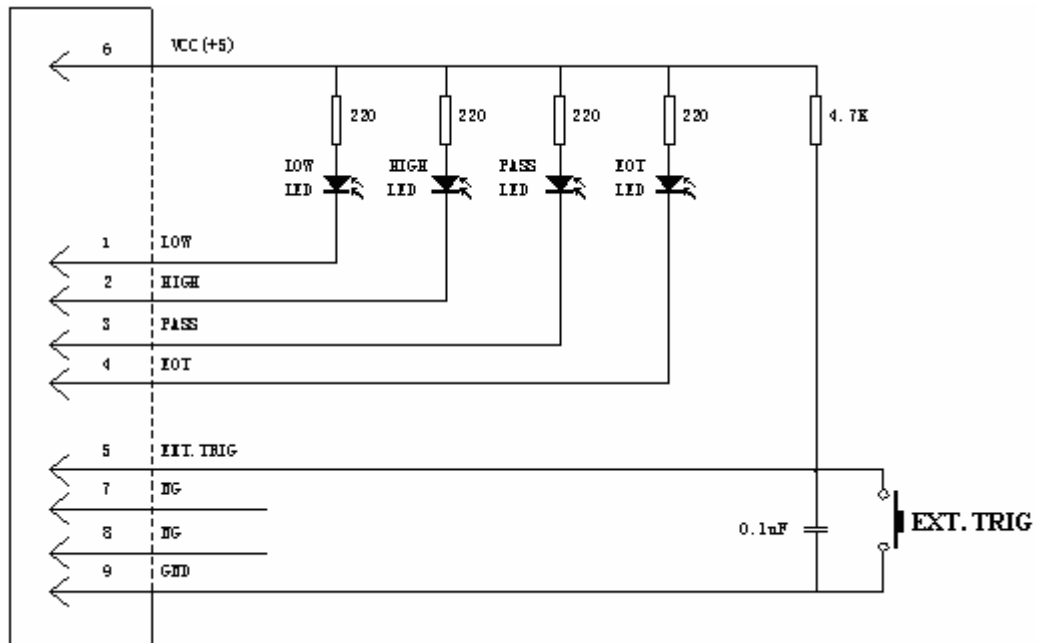 6 VCC(+5)
220 220 220 220 4.7K
LOW HIGH PASS EOT
LED LED LED LED
1 LOW
2 HIGH
3 PASS
4 EOT
5 EXT.TRIG
7 NG
8 NG
0.1uF EXT.TRIG
9 GND